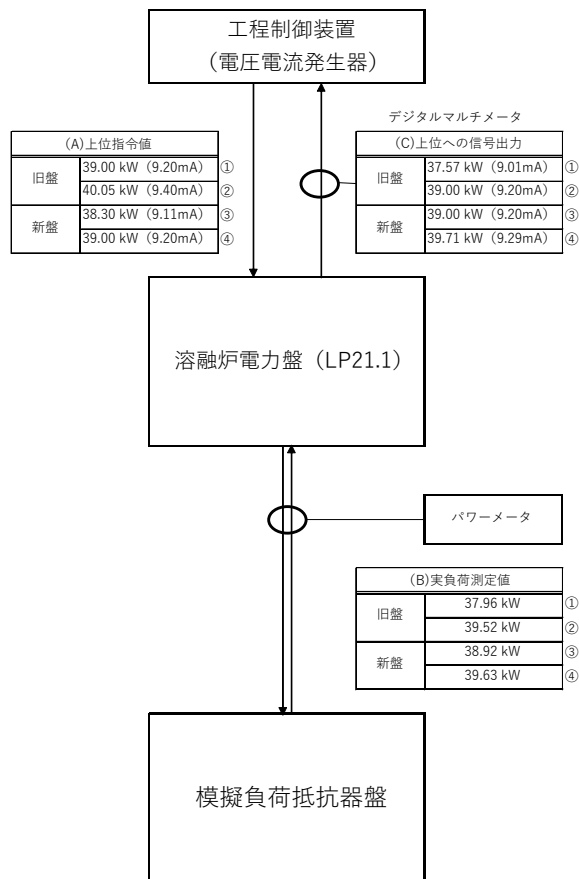 工程制御装置
(電圧電流発生器)
デジタルマルチメータ
(A)上位指令値
旧盤
39.00 kW（9.20mA） ①
40.05 kW（9.40mA） ②
新盤
38.30 kW（9.11mA） ③
39.00 kW（9.20mA） ④
(C)上位への信号出力
旧盤
37.57 kW（9.01mA） ①
39.00 kW（9.20mA） ②
新盤
39.00 kW（9.20mA） ③
39.71 kW（9.29mA） ④
溶融炉電力盤（LP21.1）
パワーメータ
(B)実負荷測定値
旧盤
37.96 kW ①
39.52 kW ②
新盤
38.92 kW ③
39.63 kW ④
模擬負荷抵抗器盤